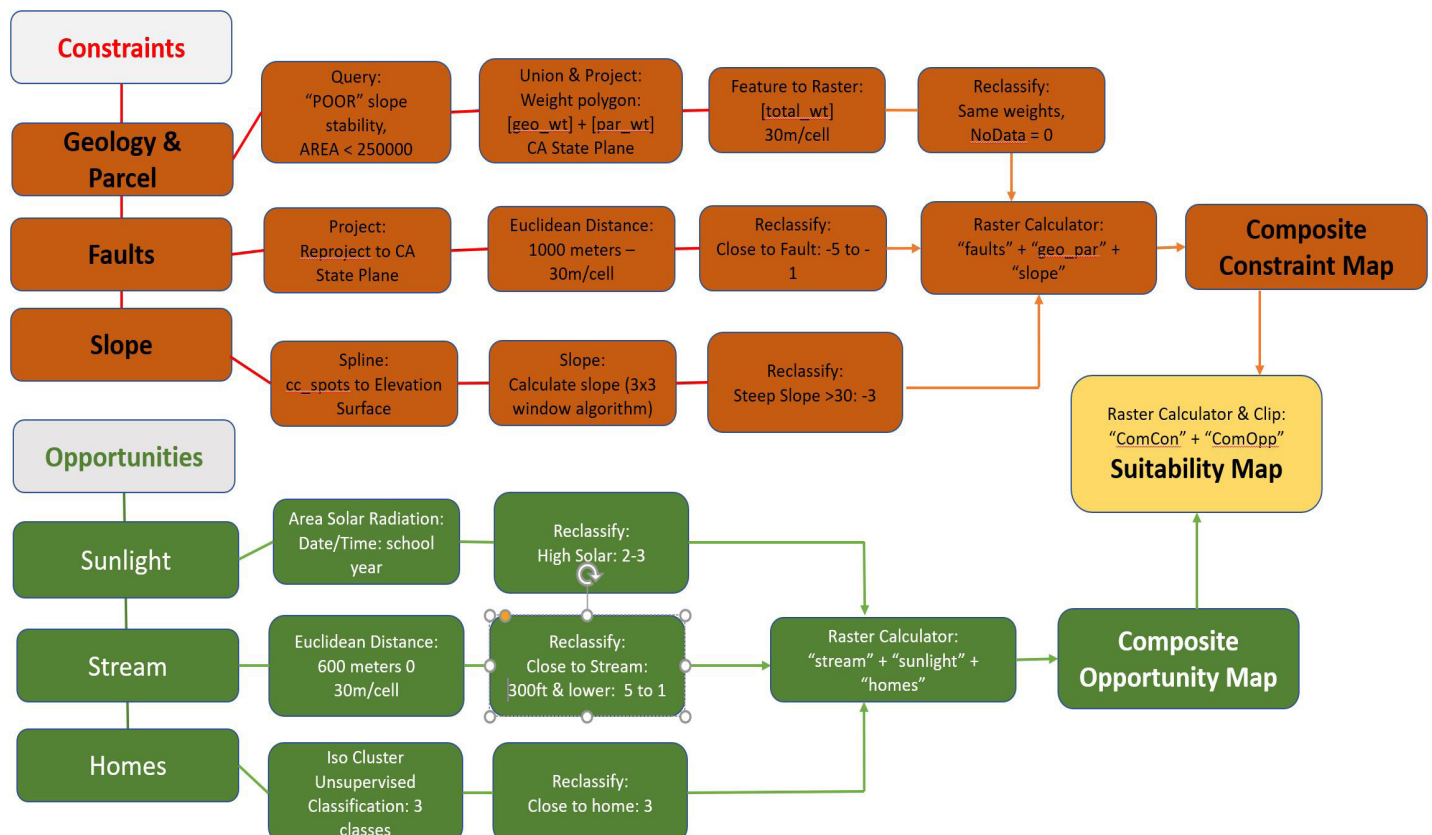 Constraints
Geology &
Parcel
Query:
“POOR” slope
stability,
AREA < 250000
Union & Project:
Weight polygon:
[geo_wt] + [par_wt]
CA State Plane
Feature to Raster:
[total_wt]
30m/cell
Reclassify:
Same weights,
NoData = 0
Faults
Project:
Reproject to CA
State Plane
Euclidean Distance:
1000 meters –
30m/cell
Reclassify:
Close to Fault: -5 to -
1
Raster Calculator:
“faults” + “geo_par” +
“slope”
Composite
Constraint Map
Slope
Spline:
cc_spots to Elevation
Surface
Slope:
Calculate slope (3x3
window algorithm)
Reclassify:
Steep Slope >30: -3
Raster Calculator & Clip:
“ComCon” + “ComOpp”
Suitability Map
Opportunities
Sunlight
Area Solar Radiation:
Date/Time: school
year
Reclassify:
High Solar: 2-3
Stream
Euclidean Distance:
600 meters 0
30m/cell
Reclassify:
Close to Stream:
300ft & lower: 5 to 1
Raster Calculator:
“stream” + “sunlight” +
“homes”
Composite
Opportunity Map
Homes
Iso Cluster
Unsupervised
Classification: 3
classes
Reclassify:
Close to home: 3